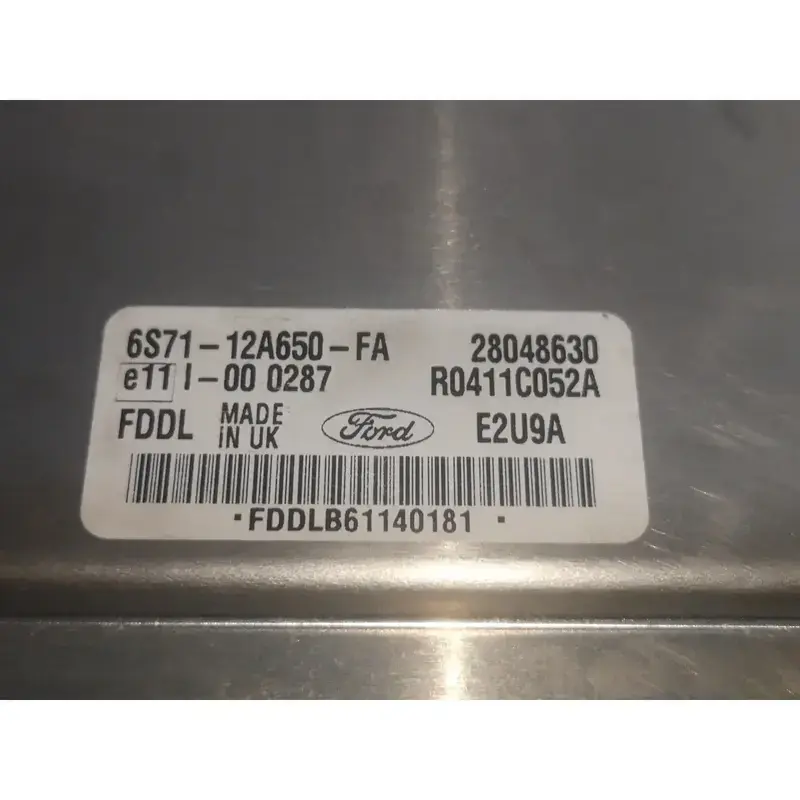 6S71-12A650-FA 28048630
e11 I-00 0287 R0411C052A
FDDL MADE IN UK Ford E2U9A
·FDDLB61140181·